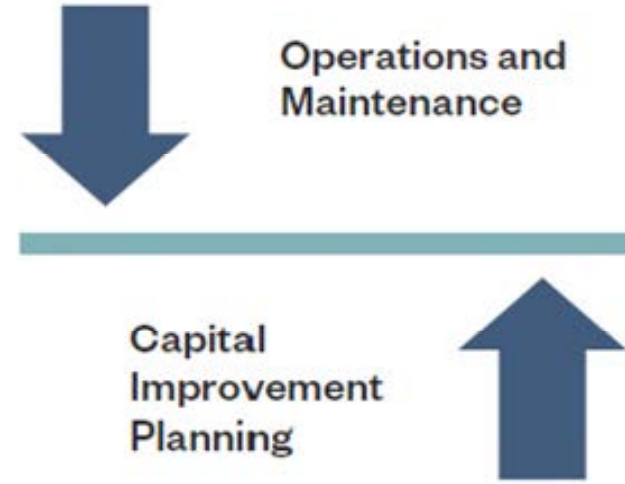 Operations and
Maintenance
Capital
Improvement
Planning